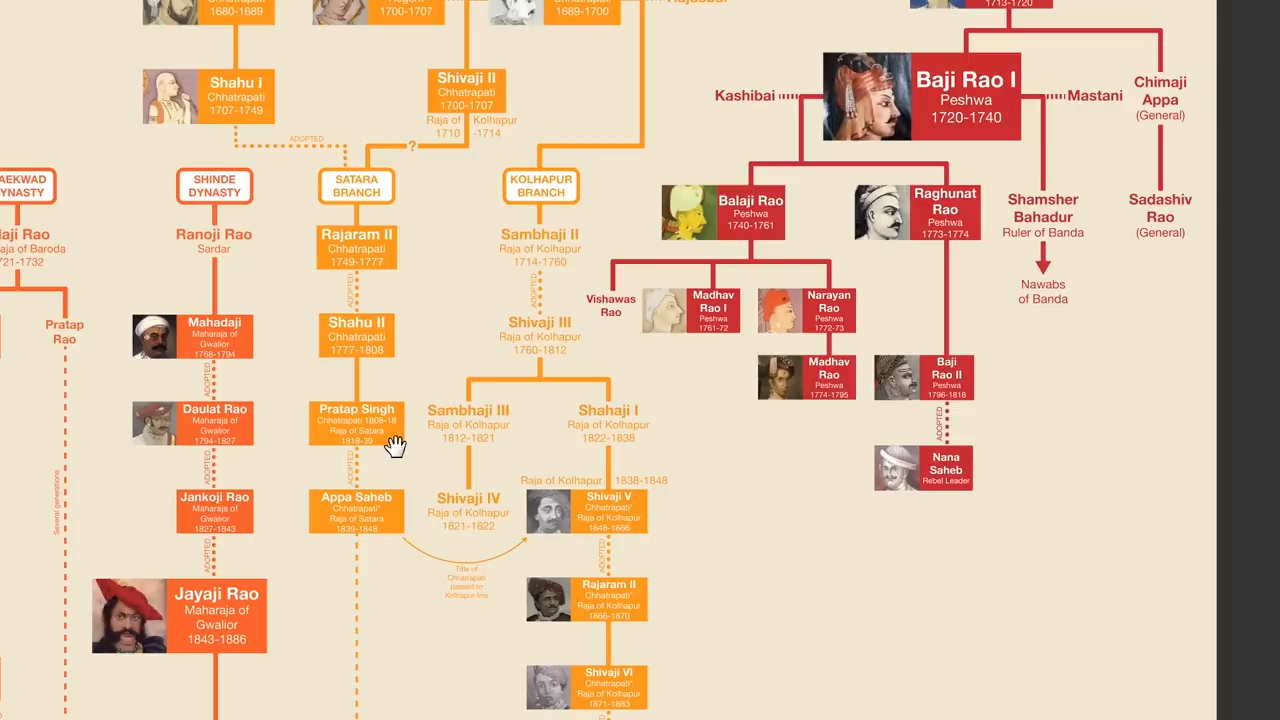 1680-1689
1700-1707
1689-1700
1713-1720
Shahu I
Chhatrapati
1707-1749
Shivaji II
Chhatrapati
1700-1707
Raja of Kolhapur
1710 -1714
ADOPTED
?
Baji Rao I
Peshwa
1720-1740
Kashibai
Mastani
Chimaji
Appa
(General)
DYNASTY
SHINDE
DYNASTY
SATARA
BRANCH
KOLHAPUR
BRANCH
Balaji Rao
Peshwa
1740-1761
Raghunat
Rao
Peshwa
1773-1774
Shamsher
Bahadur
Ruler of Banda
Sadashiv
Rao
(General)
Nawabs
of Banda
laji Rao
aja of Baroda
721-1732
Ranoji Rao
Sardar
Rajaram II
Chhatrapati
1749-1777
Sambhaji II
Raja of Kolhapur
1714-1760
ADOPTED
ADOPTED
Vishawas
Rao
Madhav
Rao I
Peshwa
1761-72
Narayan
Rao
Peshwa
1772-73
Pratap
Rao
Mahadaji
Maharaja of
Gwalior
1768-1794
Shahu II
Chhatrapati
1777-1808
Shivaji III
Raja of Kolhapur
1760-1812
Madhav
Rao
Peshwa
1774-1795
Baji
Rao II
Peshwa
1796-1818
ADOPTED
Daulat Rao
Maharaja of
Gwalior
1794-1827
Pratap Singh
Chhatrapati 1808-18
Raja of Satara
1818-39
Sambhaji III
Raja of Kolhapur
1812-1821
Shahaji I
Raja of Kolhapur
1822-1838
ADOPTED
Nana
Saheb
Rebel Leader
Several generations
ADOPTED
ADOPTED
Raja of Kolhapur 1838-1848
Jankoji Rao
Maharaja of
Gwalior
1827-1843
Appa Saheb
Chhatrapati*
Raja of Satara
1839-1848
Shivaji IV
Raja of Kolhapur
1821-1822
Shivaji V
Chhatrapati*
Raja of Kolhapur
1848-1866
ADOPTED
ADOPTED
Title of
Chhatrapati
passed to
Kolhapur line
Jayaji Rao
Maharaja of
Gwalior
1843-1886
Rajaram II
Chhatrapati*
Raja of Kolhapur
1866-1870
Shivaji VI
Chhatrapati*
Raja of Kolhapur
1871-1883